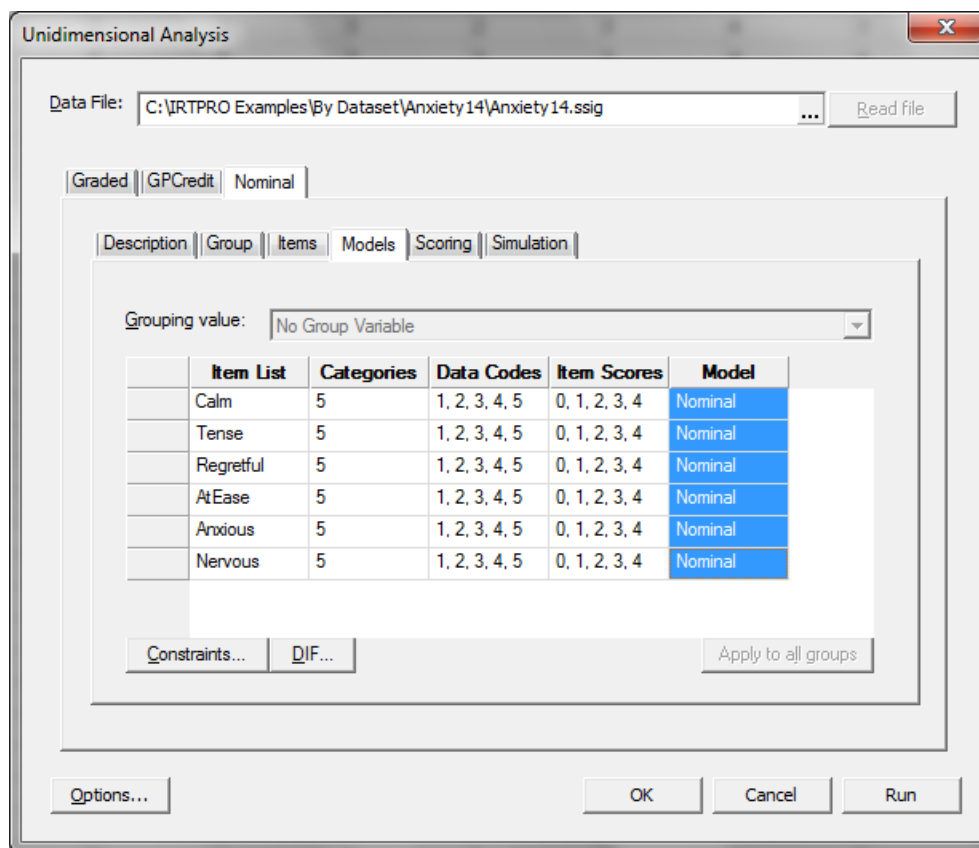 Unidimensional Analysis
X
Data File: C:\IRTPRO Examples\By Dataset\Anxiety14\Anxiety14.ssig ... Read file
Graded GPCredit Nominal
Description Group Items Models Scoring Simulation
Grouping value: No Group Variable
Item List Categories Data Codes Item Scores Model
Calm 5 1, 2, 3, 4, 5 0, 1, 2, 3, 4 Nominal
Tense 5 1, 2, 3, 4, 5 0, 1, 2, 3, 4 Nominal
Regretful 5 1, 2, 3, 4, 5 0, 1, 2, 3, 4 Nominal
AtEase 5 1, 2, 3, 4, 5 0, 1, 2, 3, 4 Nominal
Anxious 5 1, 2, 3, 4, 5 0, 1, 2, 3, 4 Nominal
Nervous 5 1, 2, 3, 4, 5 0, 1, 2, 3, 4 Nominal
Constraints... DIF... Apply to all groups
Options... OK Cancel Run